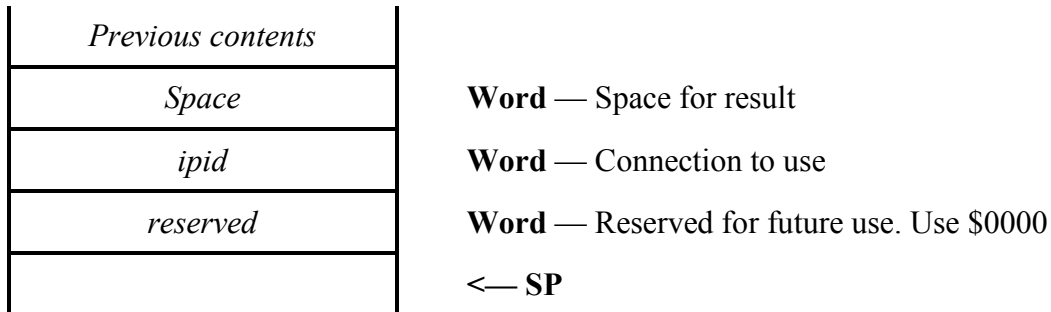 Previous contents
Space Word — Space for result
ipid Word — Connection to use
reserved Word — Reserved for future use. Use $0000
<— SP